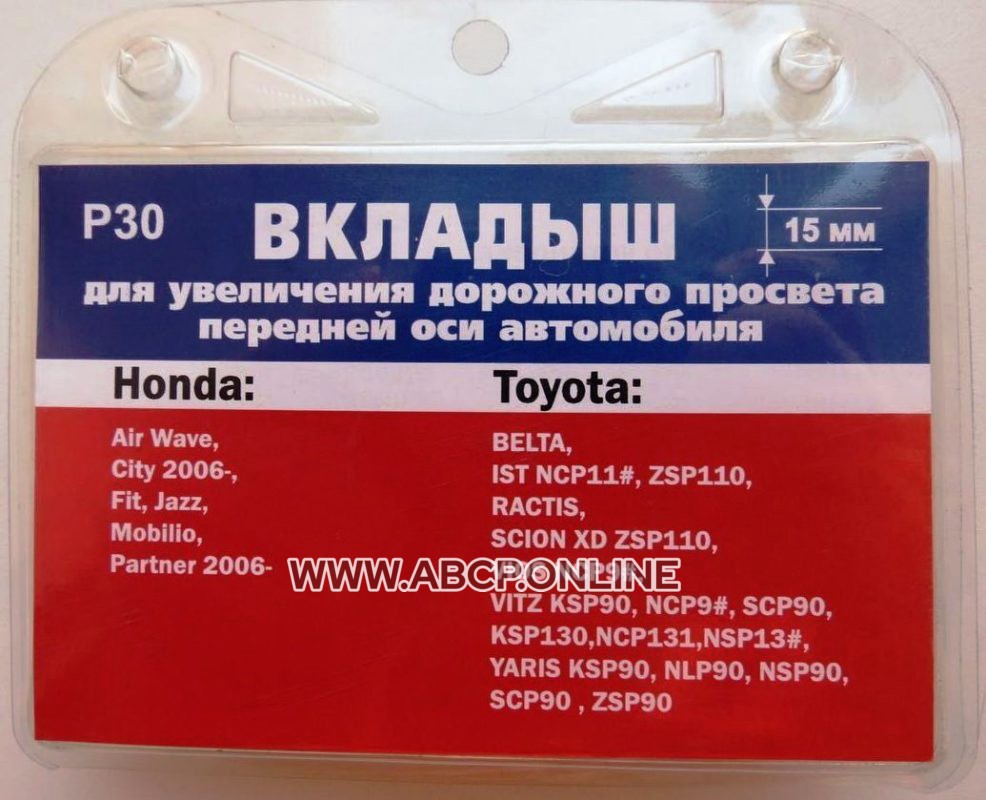 P30
ВКЛАДЫШ
15 мм
для увеличения дорожного просвета
передней оси автомобиля
Honda:
Air Wave,
City 2006-,
Fit, Jazz,
Mobilio,
Partner 2006-
Toyota:
BELTA,
IST NCP11#, ZSP110,
RACTIS,
SCION XD ZSP110,
VITZ KSP90, NCP9#, SCP90,
KSP130,NCP131,NSP13#,
YARIS KSP90, NLP90, NSP90,
SCP90 , ZSP90
WWW.ABCP.ONLINE